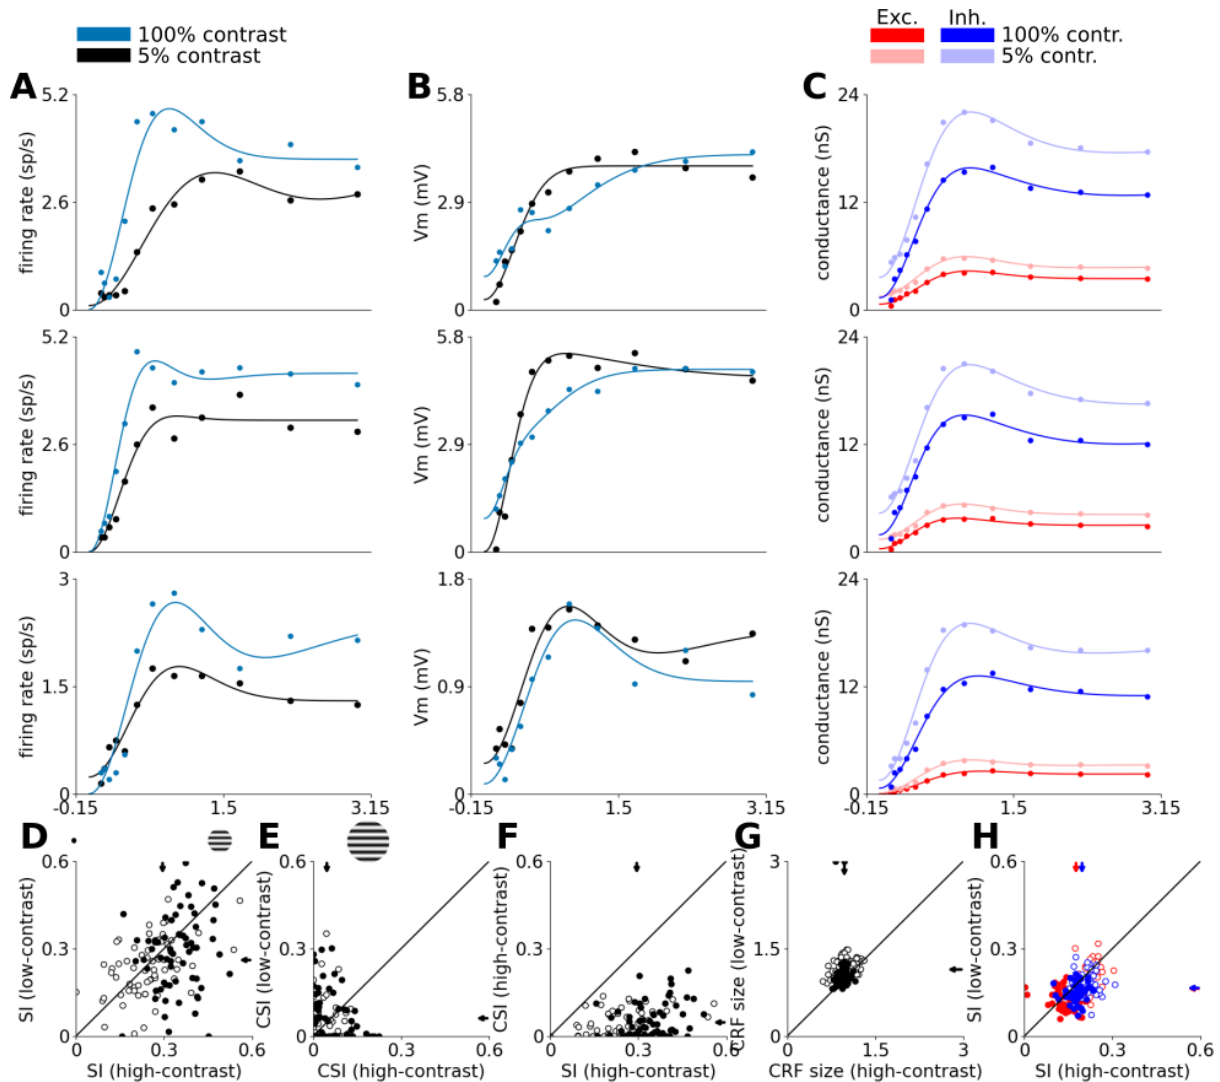 Exc. Inh.
100% contrast
5% contrast
100% contr.
5% contr.
A B C
5.2 2.6 0 firing rate (sp/s)
5.8 2.9 0 Vm (mV)
24 12 0 conductance (nS)
5.2 2.6 0 firing rate (sp/s)
5.8 2.9 0 Vm (mV)
24 12 0 conductance (nS)
3 1.5 0 firing rate (sp/s)
1.8 0.9 0 Vm (mV)
24 12 0 conductance (nS)
-0.15 1.5 3.15
-0.15 1.5 3.15
-0.15 1.5 3.15
D E F G H
0.6 0.3 0 SI (low-contrast)
0 0.3 0.6
SI (high-contrast)
0.6 0.3 0 CSI (low-contrast)
0 0.3 0.6
CSI (high-contrast)
0.6 0.3 0 CSI (high-contrast)
0 0.3 0.6
SI (high-contrast)
3 1.5 0 CRF size (low-contrast)
0 1.5 3
CRF size (high-contrast)
0.6 0.3 0 SI (low-contrast)
0 0.3 0.6
SI (high-contrast)